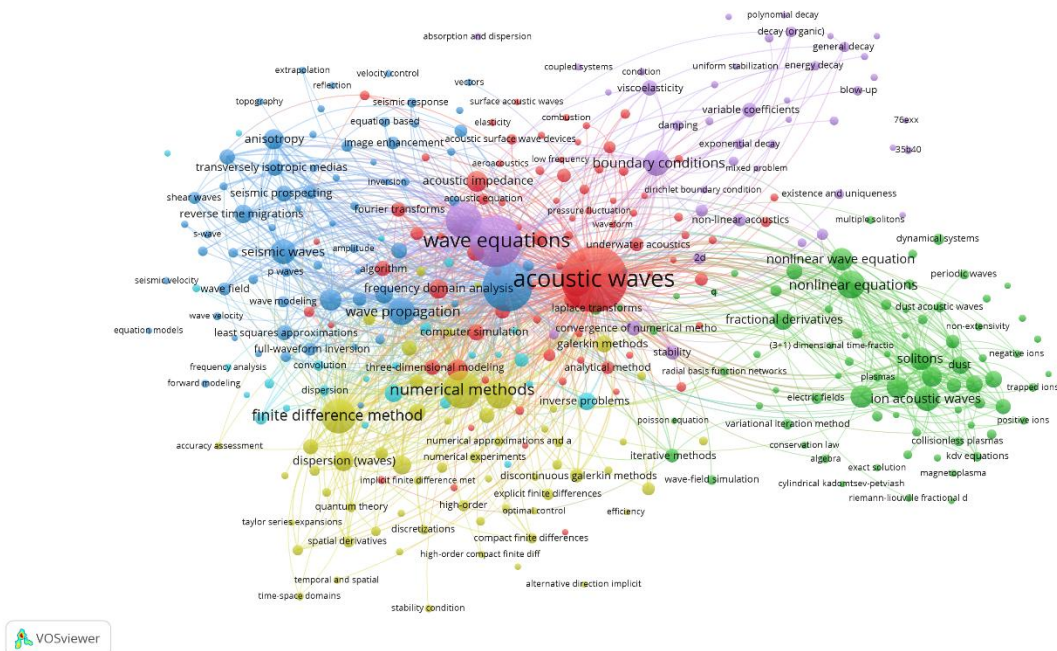 polynomial decay
decay (organic)
absorption and dispersion
general decay
coupled systems
condition
uniform stabilization
energy decay
extrapolation
velocity control
reflection
vectors
viscoelasticity
blow-up
topography
seismic response
surface acoustic waves
combustion
variable coefficients
equation based
elasticity
damping
76exx
anisotropy
image enhancement
acoustic surface wave devices
exponential decay
35b40
transversely isotropic medias
aeroacoustics
low frequency
boundary conditions
mixed problem
inversion
acoustic impedance
shear waves
seismic prospecting
acoustic equation
dirichlet boundary condition
existence and uniqueness
reverse time migrations
fourier transforms
pressure fluctuation
non-linear acoustics
multiple solitons
waveform
s-wave
wave equations
underwater acoustics
dynamical systems
seismic waves
amplitude
2d
nonlinear wave equation
p waves
algorithm
acoustic waves
periodic waves
seismic velocity
wave field
frequency domain analysis
q
nonlinear equations
wave modeling
laplace transforms
dust acoustic waves
wave velocity
wave propagation
fractional derivatives
equation models
least squares approximations
computer simulation
convergence of numerical metho
non-extensivity
galerkin methods
(3+1) dimensional time-fractio
full-waveform inversion
stability
solitons
negative ions
frequency analysis
convolution
three-dimensional modeling
analytical method
radial basis function networks
dust
plasmas
forward modeling
dispersion
numerical methods
inverse problems
electric fields
ion acoustic waves
trapped ions
finite difference method
poisson equation
variational iteration method
positive ions
accuracy assessment
numerical approximations and a
conservation law
collisionless plasmas
numerical experiments
iterative methods
algebra
kdv equations
dispersion (waves)
implicit finite difference met
discontinuous galerkin methods
wave-field simulation
exact solution
magnetoplasma
cylindrical kadomtsev-petviash
explicit finite differences
riemann-liouville fractional d
quantum theory
high-order
optimal control
efficiency
taylor series expansions
discretizations
spatial derivatives
compact finite differences
high-order compact finite diff
temporal and spatial
alternative direction implicit
time-space domains
stability condition
VOSviewer